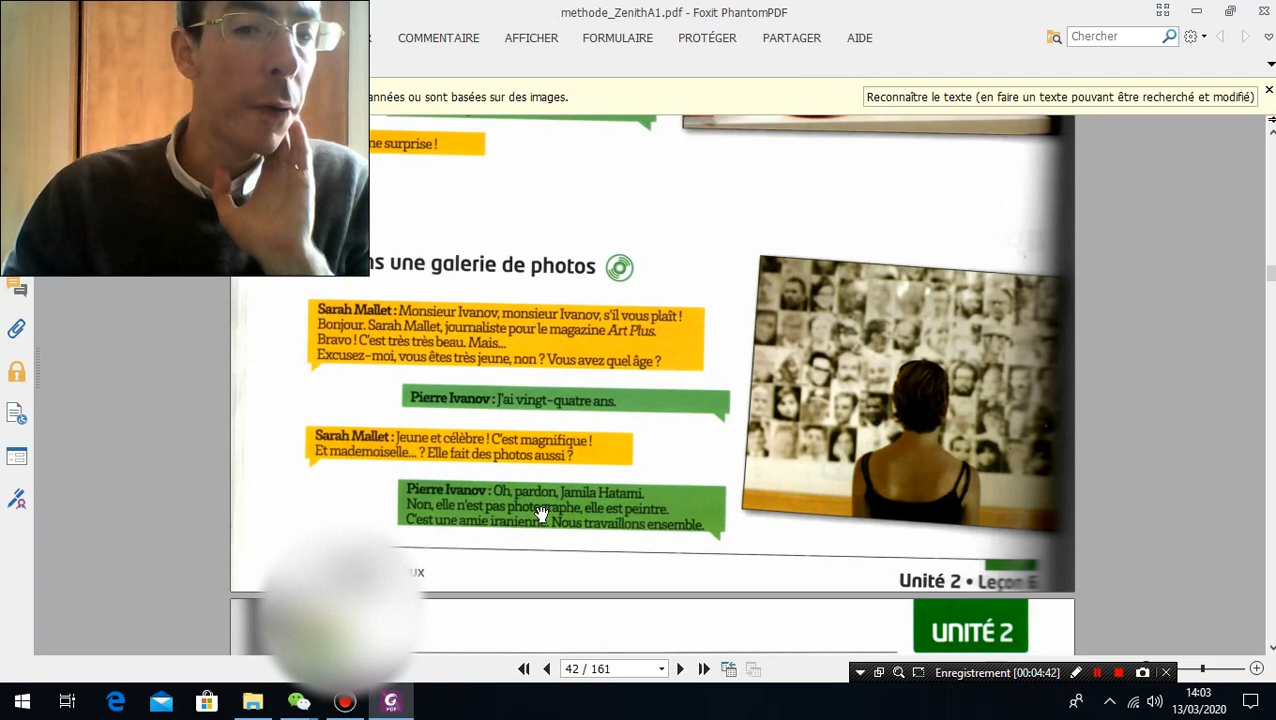 methode_ZenithA1.pdf - Foxit PhantomPDF
COMMENTAIRE AFFICHER FORMULAIRE PROTÉGER PARTAGER AIDE
Chercher
ou sont basées sur des images.
Reconnaître le texte (en faire un texte pouvant être recherché et modifié)
surprise !
une galerie de photos
Sarah Mallet : Monsieur Ivanov, monsieur Ivanov, s'il vous plaît !
Bonjour. Sarah Mallet, journaliste pour le magazine Art Plus.
Bravo ! C'est très très beau. Mais...
Excusez-moi, vous êtes très jeune, non ? Vous avez quel âge ?
Pierre Ivanov : J'ai vingt-quatre ans.
Sarah Mallet : Jeune et célèbre ! C'est magnifique !
Et mademoiselle... ? Elle fait des photos aussi ?
Pierre Ivanov : Oh, pardon, Jamila Hatami.
Non, elle n'est pas photographe, elle est peintre.
C'est une amie iranienne. Nous travaillons ensemble.
Unité 2 • Leçon
UNITÉ 2
42 / 161
Enregistrement [00:04:42]
PDF
14:03
13/03/2020